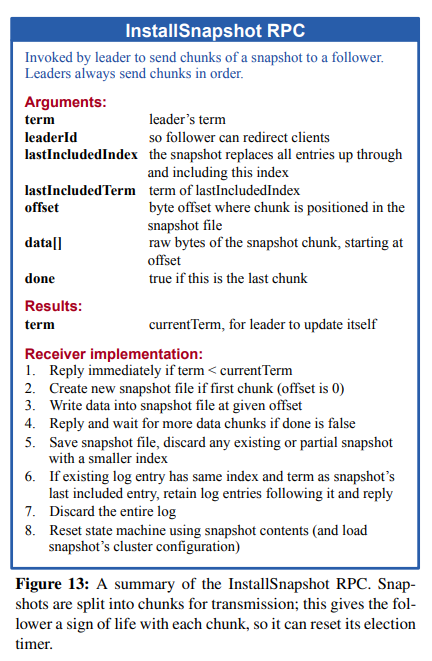 InstallSnapshot RPC
Invoked by leader to send chunks of a snapshot to a follower.
Leaders always send chunks in order.
Arguments:
term leader's term
leaderId so follower can redirect clients
lastIncludedIndex the snapshot replaces all entries up through
and including this index
lastIncludedTerm term of lastIncludedIndex
offset byte offset where chunk is positioned in the
snapshot file
data[] raw bytes of the snapshot chunk, starting at
offset
done true if this is the last chunk
Results:
term currentTerm, for leader to update itself
Receiver implementation:
1. Reply immediately if term < currentTerm
2. Create new snapshot file if first chunk (offset is 0)
3. Write data into snapshot file at given offset
4. Reply and wait for more data chunks if done is false
5. Save snapshot file, discard any existing or partial snapshot
with a smaller index
6. If existing log entry has same index and term as snapshot's
last included entry, retain log entries following it and reply
7. Discard the entire log
8. Reset state machine using snapshot contents (and load
snapshot's cluster configuration)
Figure 13: A summary of the InstallSnapshot RPC. Snap-
shots are split into chunks for transmission; this gives the fol-
lower a sign of life with each chunk, so it can reset its election
timer.